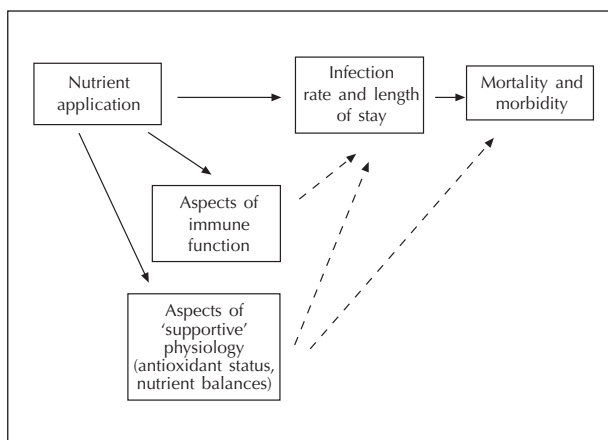 Nutrient
application
Infection
rate and length
of stay
Mortality and
morbidity
Aspects of
immune
function
Aspects of
‘supportive’
physiology
(antioxidant status,
nutrient balances)